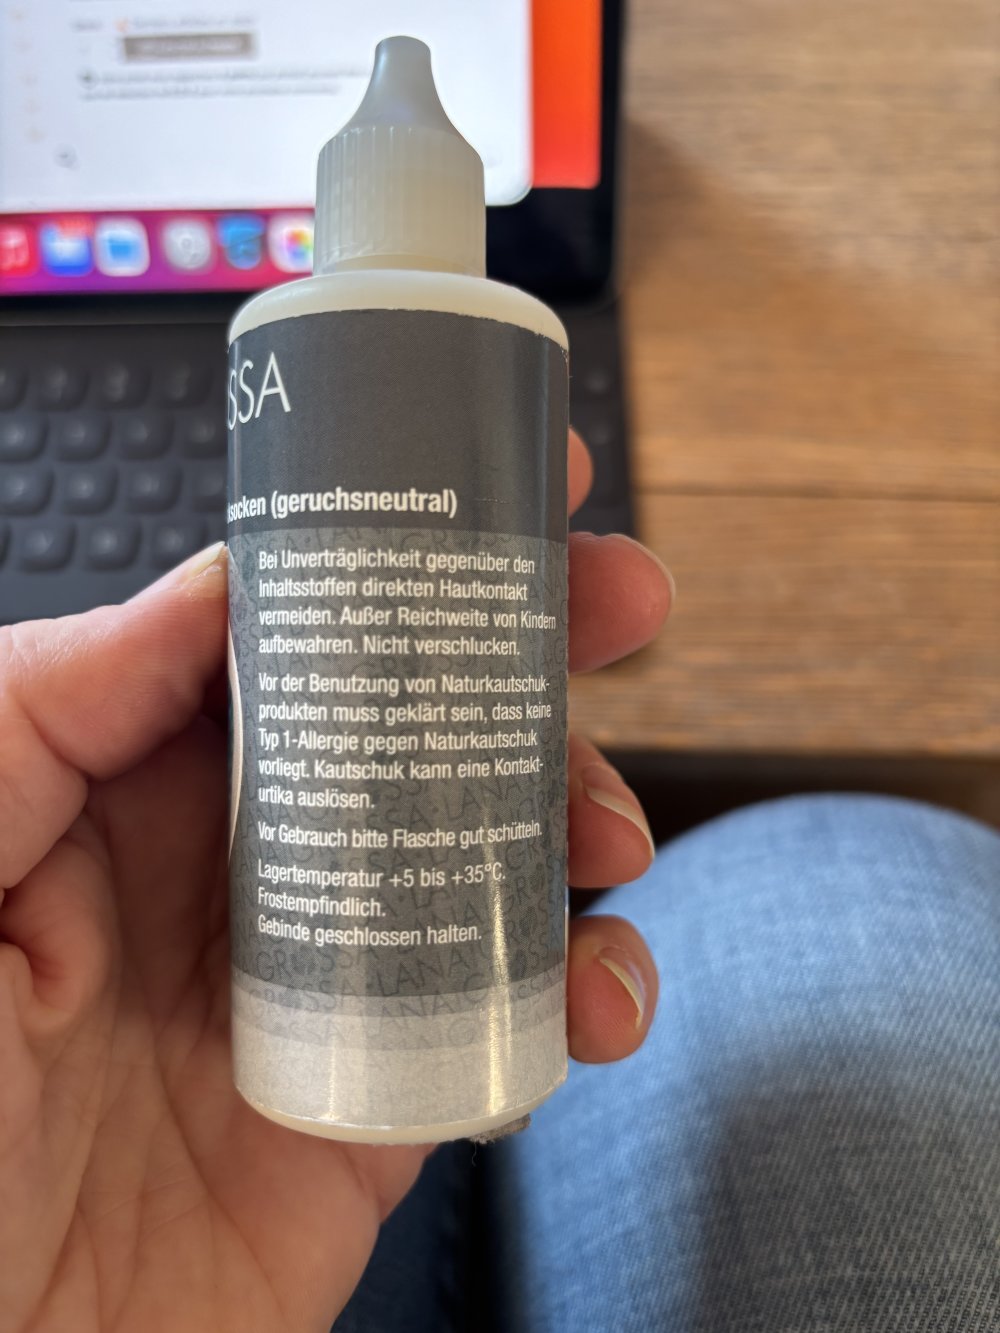 SSA
socken (geruchsneutral)
Bei Unverträglichkeit gegenüber den
Inhaltsstoffen direkten Hautkontakt
vermeiden. Außer Reichweite von Kindern
aufbewahren. Nicht verschlucken.
Vor der Benutzung von Naturkautschuk-
produkten muss geklärt sein, dass keine
Typ 1-Allergie gegen Naturkautschuk
vorliegt. Kautschuk kann eine Kontakt-
urtika auslösen.
Vor Gebrauch bitte Flasche gut schütteln.
Lagertemperatur +5 bis +35°C.
Frostempfindlich.
Gebinde geschlossen halten.